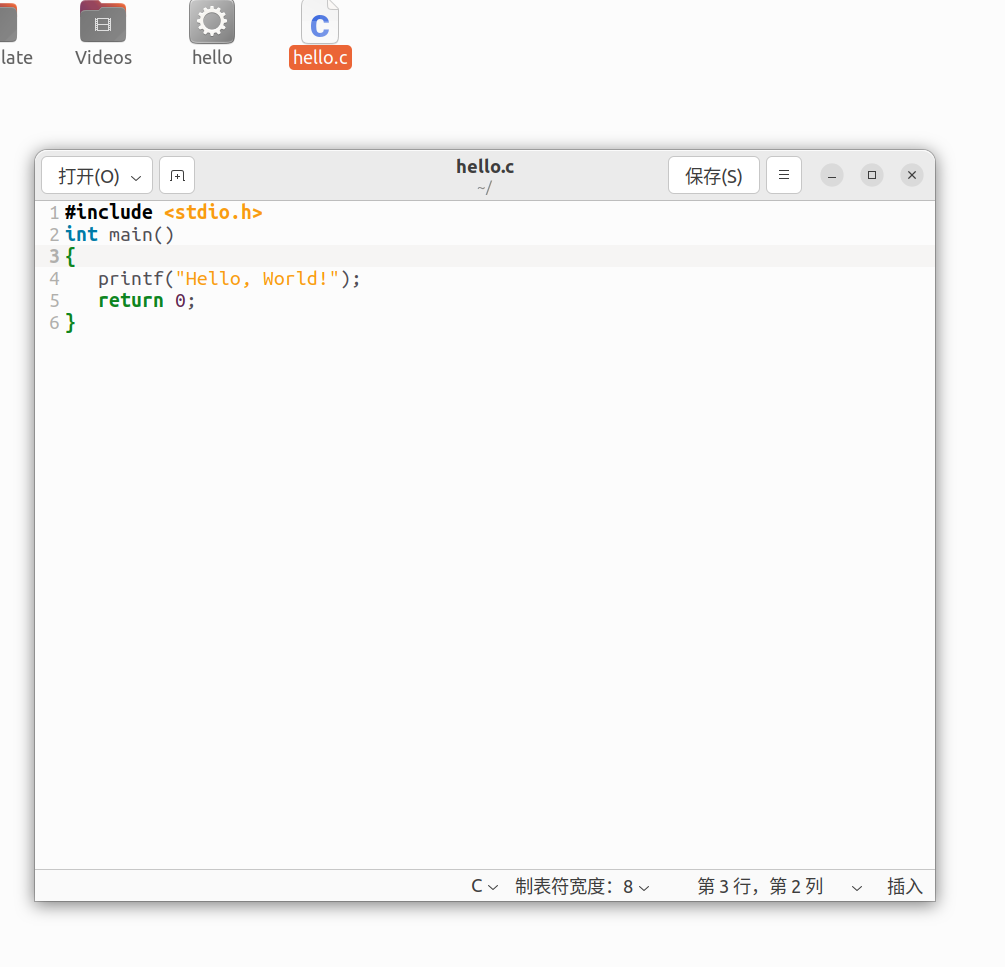 late
Videos
hello
hello.c
打开(O)
hello.c
~/
保存(S)
1 #include <stdio.h>
2 int main()
3 {
4    printf("Hello, World!");
5    return 0;
6 }
C
制表符宽度：8
第 3 行，第 2 列
插入